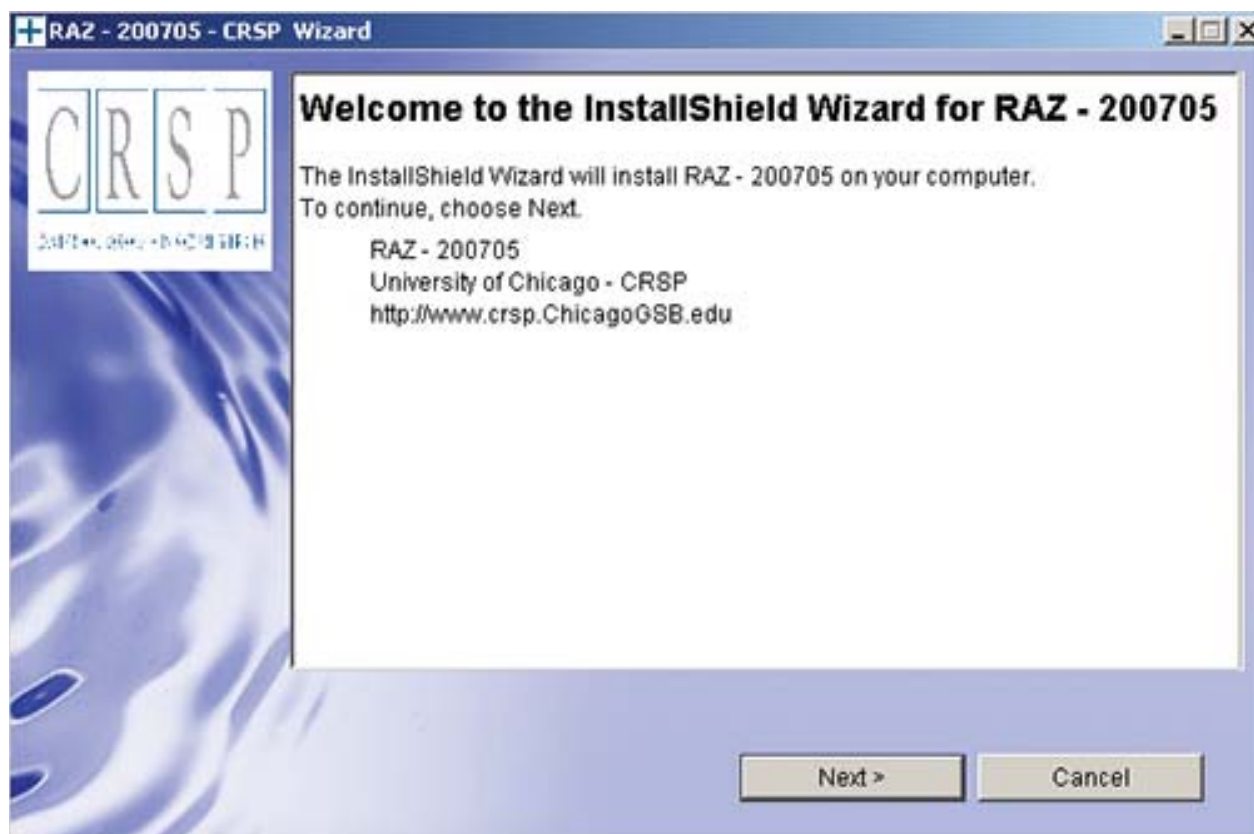 RAZ - 200705 - CRSP Wizard
CRSP
Welcome to the InstallShield Wizard for RAZ - 200705
The InstallShield Wizard will install RAZ - 200705 on your computer.
To continue, choose Next.
RAZ - 200705
University of Chicago - CRSP
http://www.crsp.ChicagoGSB.edu
Next >
Cancel